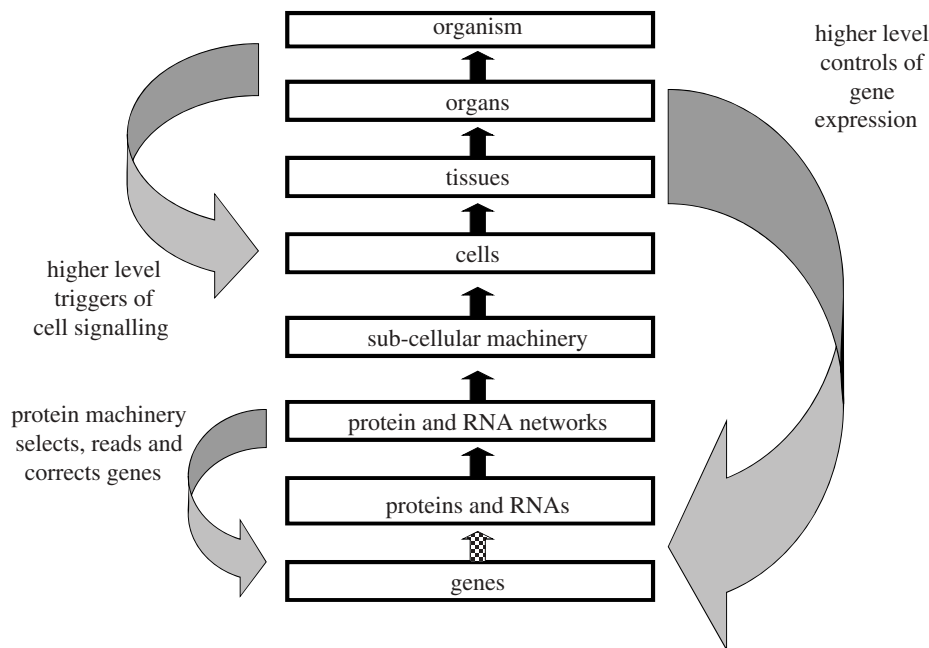 organism
organs
tissues
cells
sub-cellular machinery
protein and RNA networks
proteins and RNAs
genes
higher level
triggers of
cell signalling
protein machinery
selects, reads and
corrects genes
higher level
controls of
gene
expression